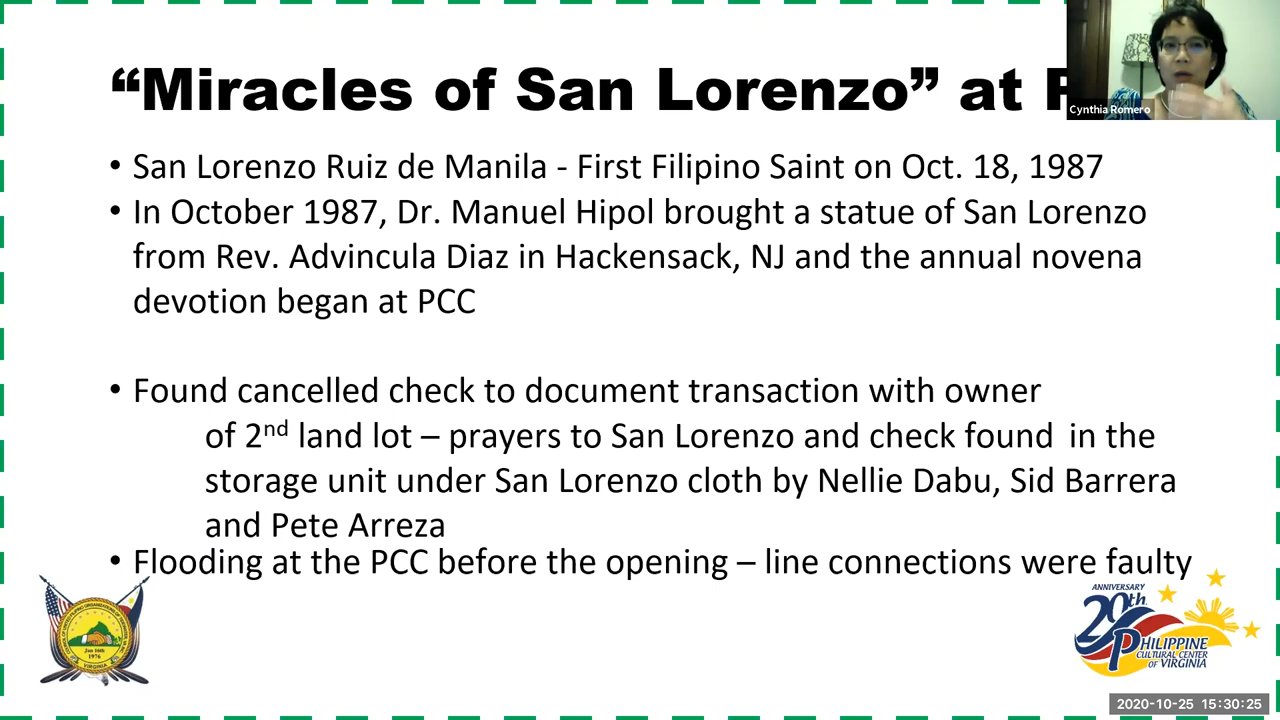 “Miracles of San Lorenzo” at
Cynthia Romero
• San Lorenzo Ruiz de Manila - First Filipino Saint on Oct. 18, 1987
• In October 1987, Dr. Manuel Hipol brought a statue of San Lorenzo
from Rev. Advincula Diaz in Hackensack, NJ and the annual novena
devotion began at PCC
• Found cancelled check to document transaction with owner
of 2nd land lot – prayers to San Lorenzo and check found in the
storage unit under San Lorenzo cloth by Nellie Dabu, Sid Barrera
and Pete Arreza
• Flooding at the PCC before the opening – line connections were faulty
Jan 16th
1976
VIRGINIA
ANNIVERSARY
20th
PHILIPPINE
CULTURAL CENTER
OF VIRGINIA
2020-10-25 15:30:25